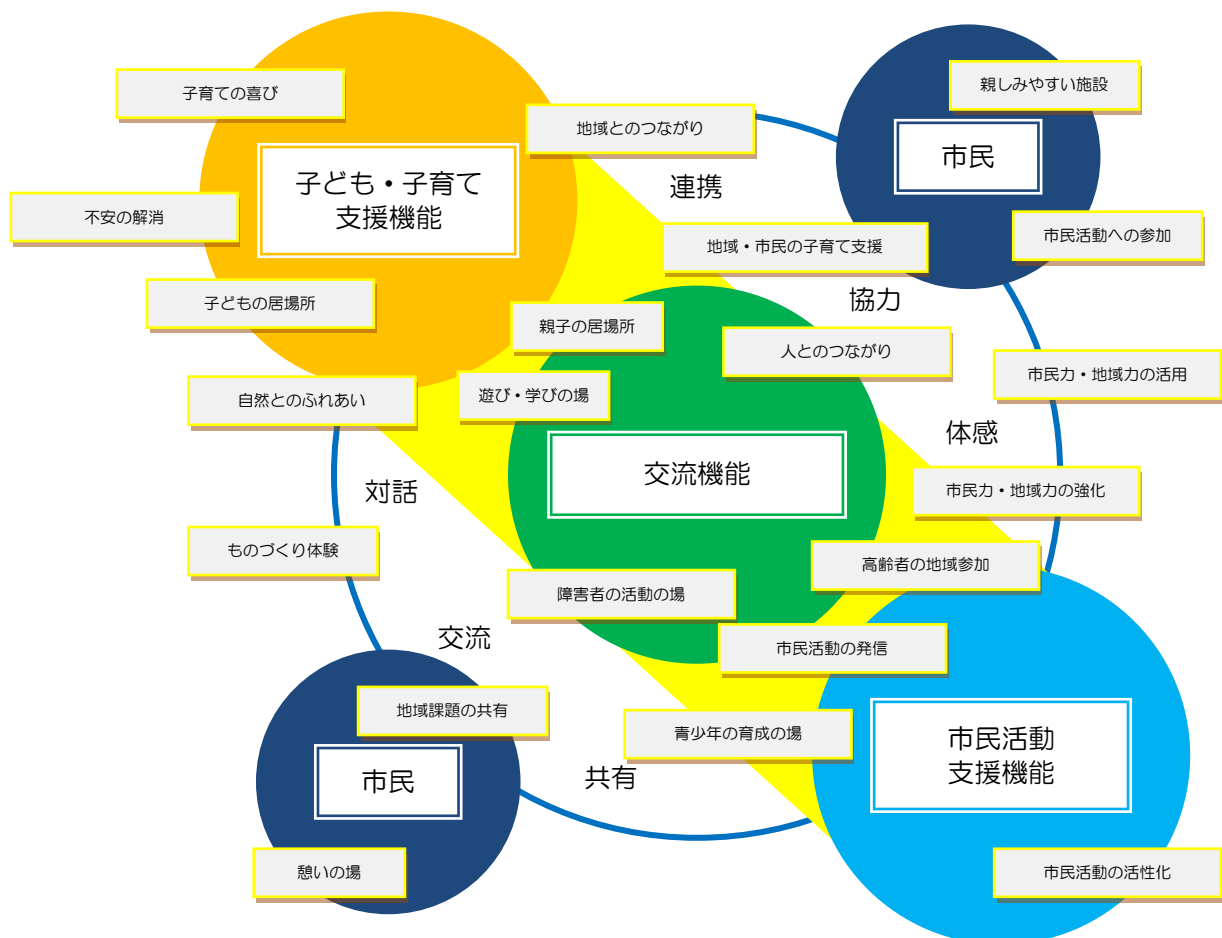 子育ての喜び
親しみやすい施設
地域とのつながり
市民
子ども・子育て
支援機能
連携
不安の解消
市民活動への参加
地域・市民の子育て支援
子どもの居場所
協力
親子の居場所
人とのつながり
市民力・地域力の活用
自然とのふれあい
遊び・学びの場
体感
交流機能
対話
市民力・地域力の強化
ものづくり体験
高齢者の地域参加
障害者の活動の場
交流
市民活動の発信
地域課題の共有
青少年の育成の場
市民活動
支援機能
共有
市民
憩いの場
市民活動の活性化